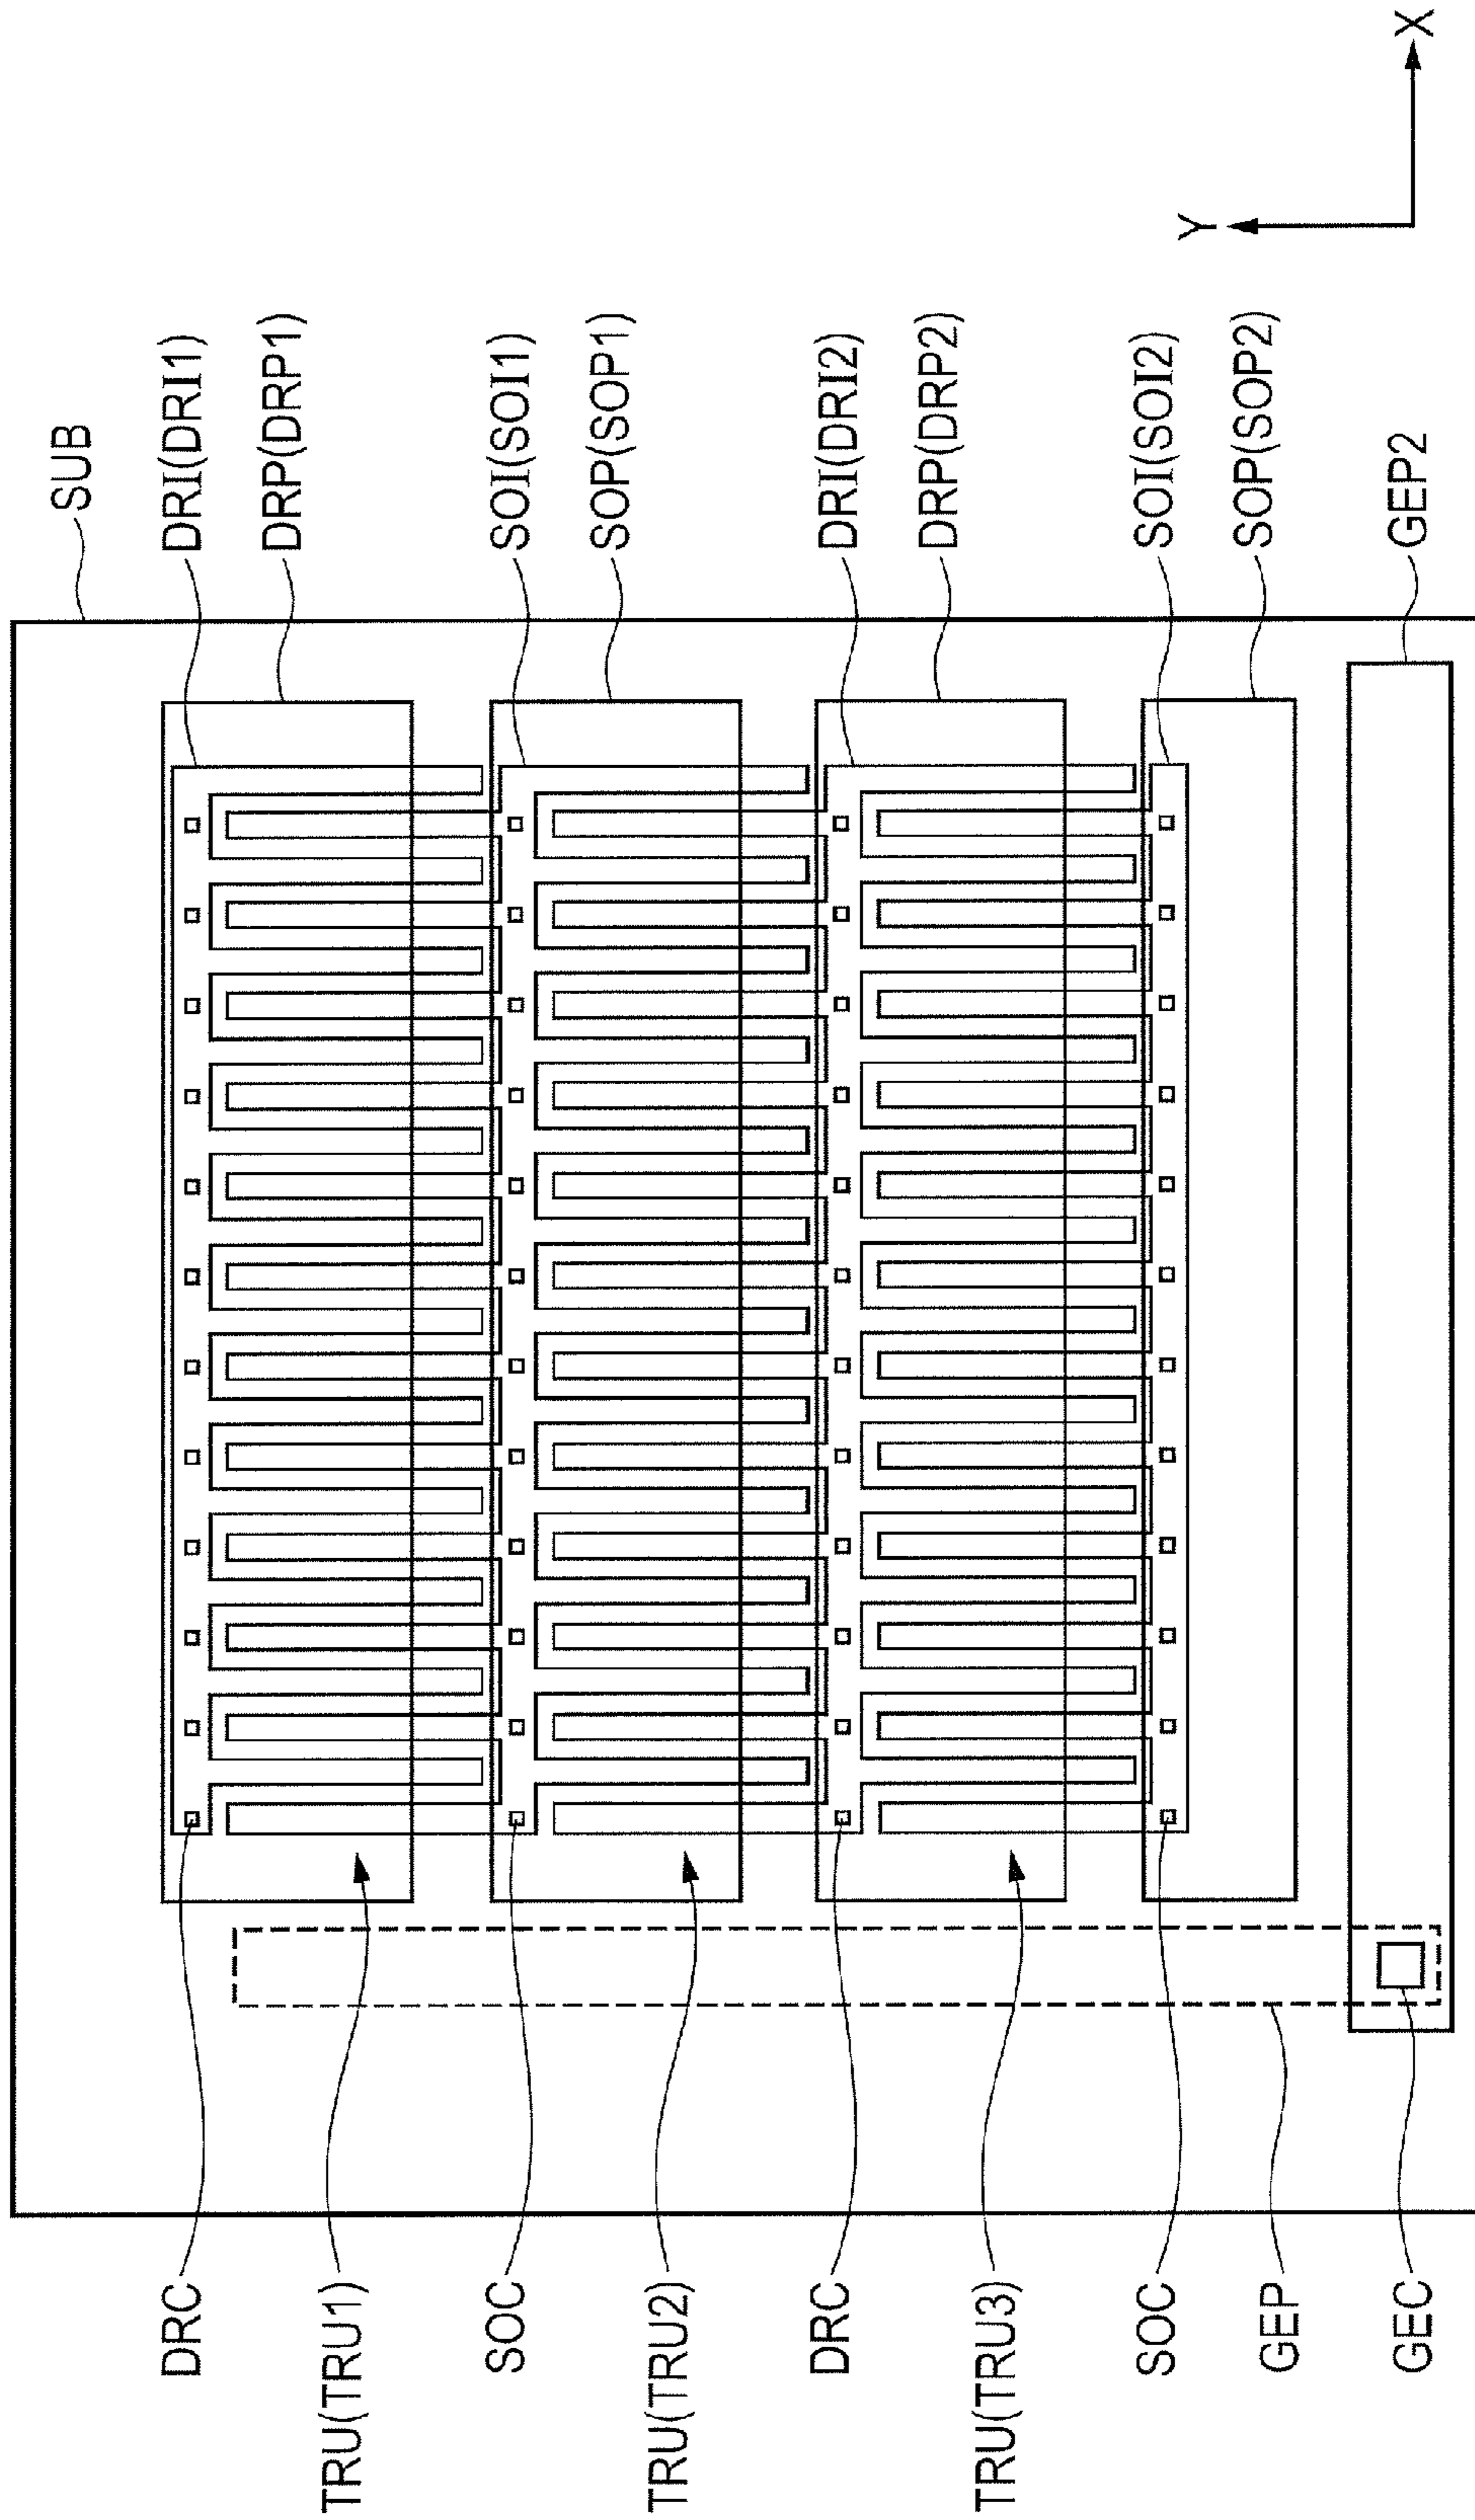 SUB
DRI(DRI1)
DRP(DRP1)
SOI(SOI1)
SOP(SOP1)
DRI(DRI2)
DRP(DRP2)
SOI(SOI2)
SOP(SOP2)
GEP2
Y
X
DRC
TRU(TRU1)
SOC
TRU(TRU2)
DRC
TRU(TRU3)
SOC
GEP
GEC